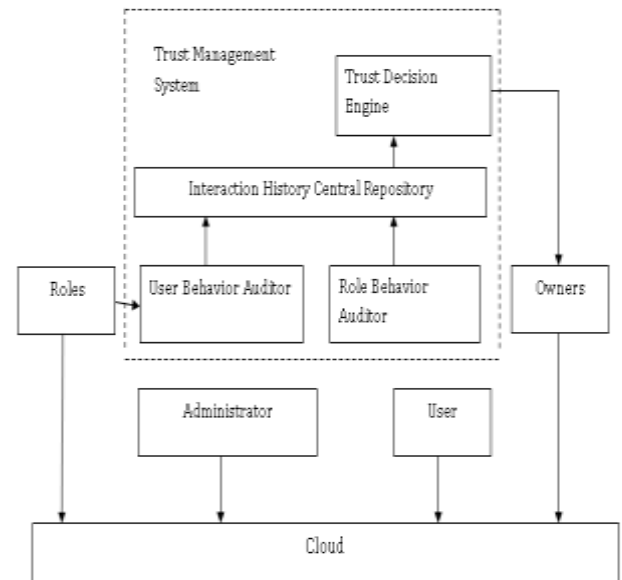 Trust Management
System
Trust Decision
Engine
Interaction History Central Repository
Roles
User Behavior Auditor
Role Behavior
Auditor
Owners
Administrator
User
Cloud